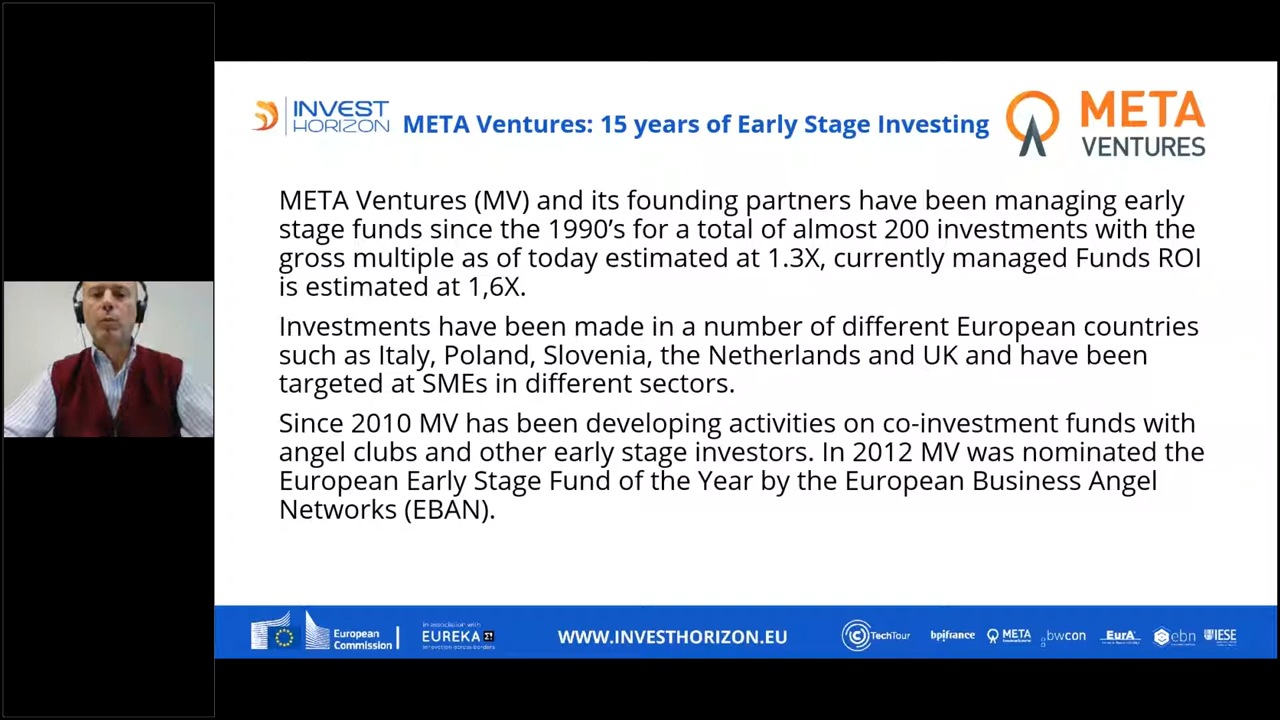 INVEST
HORIZON
META Ventures: 15 years of Early Stage Investing
META
VENTURES
META Ventures (MV) and its founding partners have been managing early
stage funds since the 1990’s for a total of almost 200 investments with the
gross multiple as of today estimated at 1.3X, currently managed Funds ROI
is estimated at 1,6X.
Investments have been made in a number of different European countries
such as Italy, Poland, Slovenia, the Netherlands and UK and have been
targeted at SMEs in different sectors.
Since 2010 MV has been developing activities on co-investment funds with
angel clubs and other early stage investors. In 2012 MV was nominated the
European Early Stage Fund of the Year by the European Business Angel
Networks (EBAN).
European
Commission
in association with
EUREKA Σ!
innovation across borders
WWW.INVESTHORIZON.EU
TechTour
bpifrance
META
bwcon
EurA
ebn
IESE